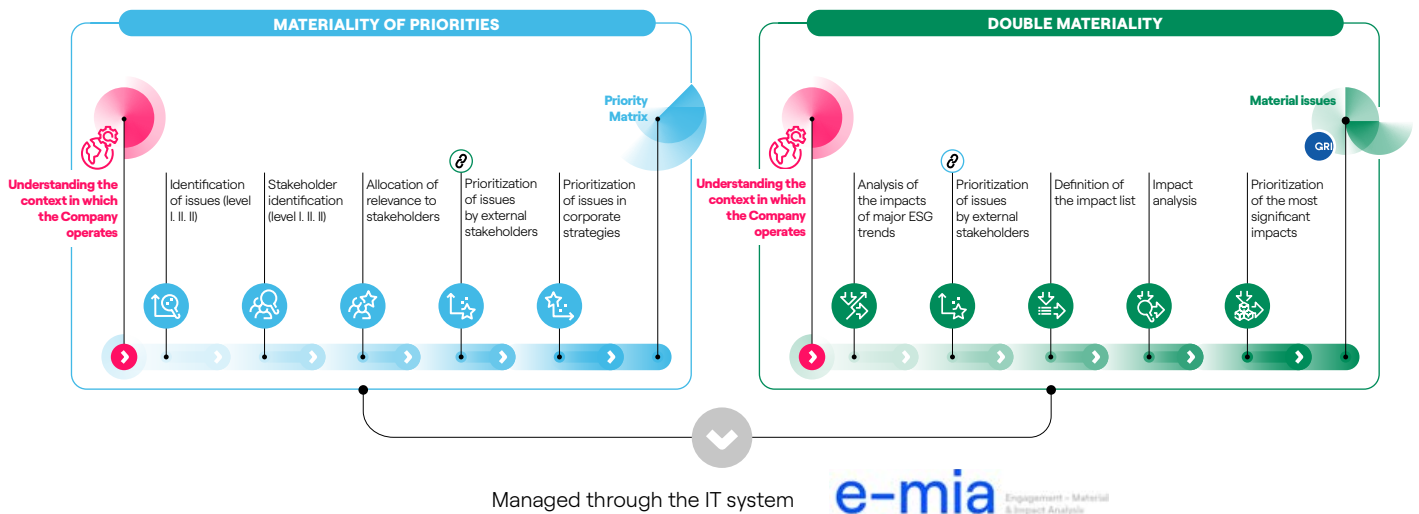 MATERIALITY OF PRIORITIES
Understanding the
context in which
the Company
operates
Identification
of issues (level
I. II. II)
Stakeholder
identification
(level I. II. II)
Allocation of
relevance to
stakeholders
Prioritization
of issues
by external
stakeholders
Prioritization
of issues in
corporate
strategies
Priority
Matrix
DOUBLE MATERIALITY
Understanding the
context in which
the Company
operates
Analysis of
the impacts
of major ESG
trends
Prioritization
of issues
by external
stakeholders
Definition of
the impact list
Impact
analysis
Prioritization
of the most
significant
impacts
Material issues
GRI
Managed through the IT system
e-mia
Engagement – Material
& Impact Analysis